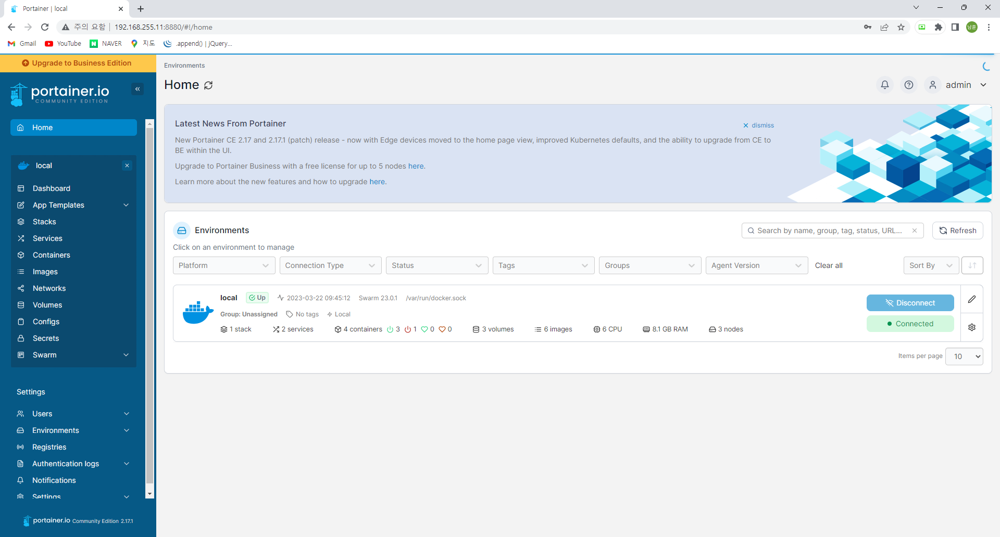 Portainer | local
주의 요함
192.168.255.11:8880/#!/home
남훈
Gmail
YouTube
NAVER
지도
.append() | jQuery...
Upgrade to Business Edition
portainer.io
COMMUNITY EDITION
Home
local
Dashboard
App Templates
Stacks
Services
Containers
Images
Networks
Volumes
Configs
Secrets
Swarm
Settings
Users
Environments
Registries
Authentication logs
Notifications
Settings
portainer.io Community Edition 2.17.1
Environments
Home
admin
Latest News From Portainer
dismiss
New Portainer CE 2.17 and 2.17.1 (patch) release - now with Edge devices moved to the home page view, improved Kubernetes defaults, and the ability to upgrade from CE to
BE within the UI.
Upgrade to Portainer Business with a free license for up to 5 nodes here.
Learn more about the new features and how to upgrade here.
Environments
Search by name, group, tag, status, URL...
Refresh
Click on an environment to manage
Platform
Connection Type
Status
Tags
Groups
Agent Version
Clear all
Sort By
local Up 2023-03-22 09:45:12 Swarm 23.0.1 /var/run/docker.sock
Group: Unassigned No tags Local
1 stack 2 services 4 containers 3 1 0 0 3 volumes 6 images 6 CPU 8.1 GB RAM 3 nodes
Disconnect
Connected
Items per page 10